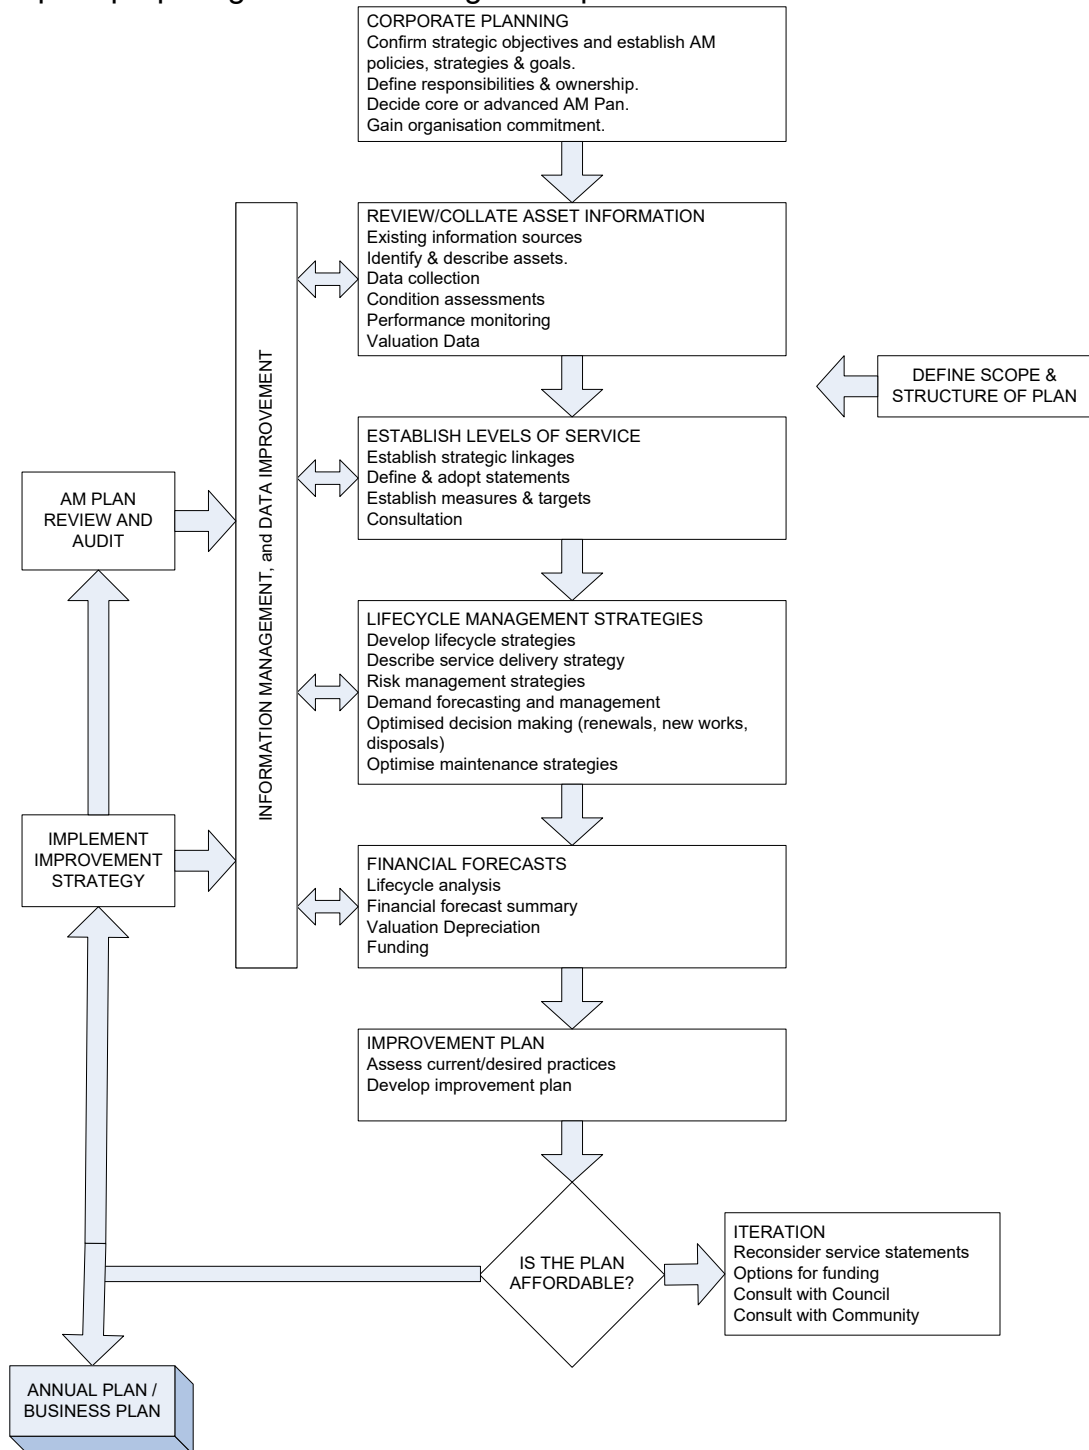 CORPORATE PLANNING
Confirm strategic objectives and establish AM
policies, strategies & goals.
Define responsibilities & ownership.
Decide core or advanced AM Pan.
Gain organisation commitment.
REVIEW/COLLATE ASSET INFORMATION
Existing information sources
Identify & describe assets.
Data collection
Condition assessments
Performance monitoring
Valuation Data
DEFINE SCOPE &
STRUCTURE OF PLAN
INFORMATION MANAGEMENT, and DATA IMPROVEMENT
ESTABLISH LEVELS OF SERVICE
Establish strategic linkages
Define & adopt statements
Establish measures & targets
Consultation
AM PLAN
REVIEW AND
AUDIT
LIFECYCLE MANAGEMENT STRATEGIES
Develop lifecycle strategies
Describe service delivery strategy
Risk management strategies
Demand forecasting and management
Optimised decision making (renewals, new works,
disposals)
Optimise maintenance strategies
IMPLEMENT
IMPROVEMENT
STRATEGY
FINANCIAL FORECASTS
Lifecycle analysis
Financial forecast summary
Valuation Depreciation
Funding
IMPROVEMENT PLAN
Assess current/desired practices
Develop improvement plan
IS THE PLAN
AFFORDABLE?
ITERATION
Reconsider service statements
Options for funding
Consult with Council
Consult with Community
ANNUAL PLAN /
BUSINESS PLAN